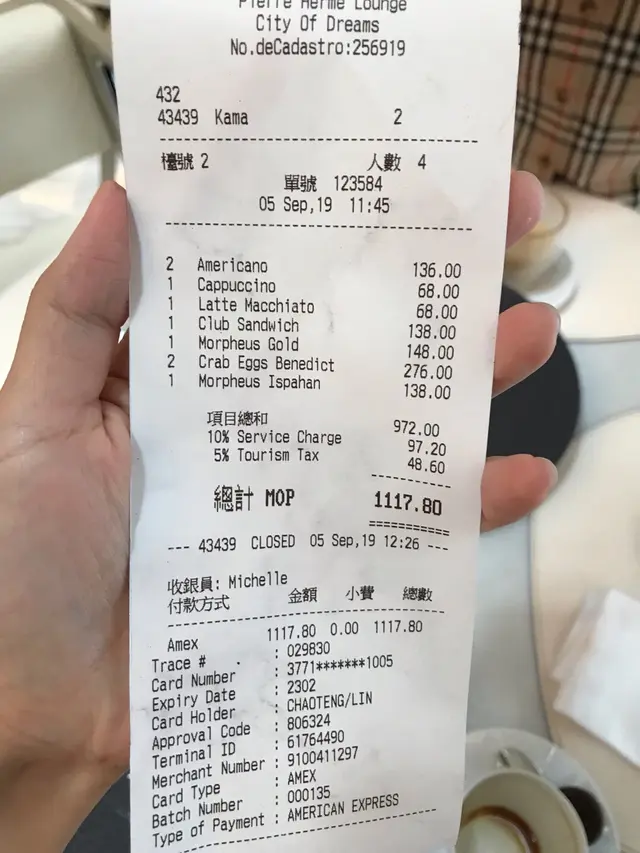 Pierre Herme Lounge
City Of Dreams
No.deCadastro:256919
432
43439 Kama 2
檯號 2 人數 4
單號 123584
05 Sep,19 11:45
2 Americano 136.00
1 Cappuccino 68.00
1 Latte Macchiato 68.00
1 Club Sandwich 138.00
1 Morpheus Gold 148.00
2 Crab Eggs Benedict 276.00
1 Morpheus Ispahan 138.00
項目總和 972.00
10% Service Charge 97.20
5% Tourism Tax 48.60
總計 MOP 1117.80
--- 43439 CLOSED 05 Sep,19 12:26 ---
收銀員: Michelle
付款方式 金額 小費 總數
Amex 1117.80 0.00 1117.80
Trace # : 029830
Card Number : 3771*******1005
Expiry Date : 2302
Card Holder : CHAOTENG/LIN
Approval Code : 806324
Terminal ID : 61764490
Merchant Number : 9100411297
Card Type : AMEX
Batch Number : 000135
Type of Payment : AMERICAN EXPRESS